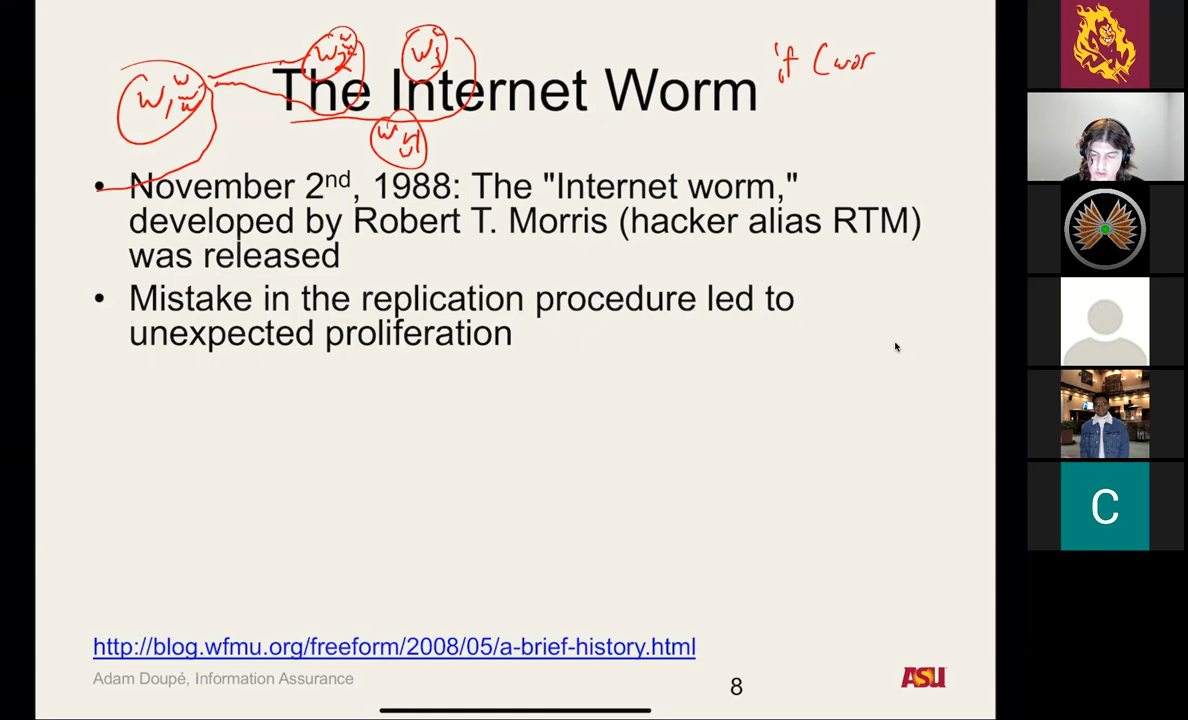 if (wor
The Internet Worm
• November 2nd, 1988: The "Internet worm,"
developed by Robert T. Morris (hacker alias RTM)
was released
• Mistake in the replication procedure led to
unexpected proliferation
http://blog.wfmu.org/freeform/2008/05/a-brief-history.html
Adam Doupé, Information Assurance
8
ASU
C